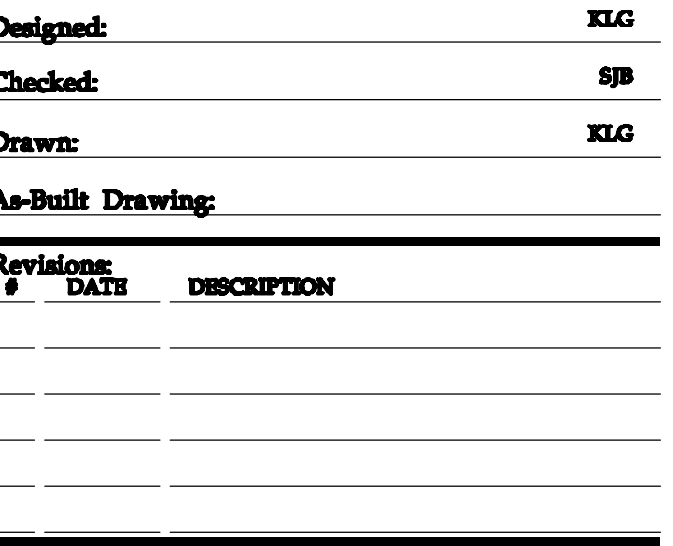 Designed: KLG
Checked: SJB
Drawn: KLG
As-Built Drawing:
Revisions:
# DATE DESCRIPTION